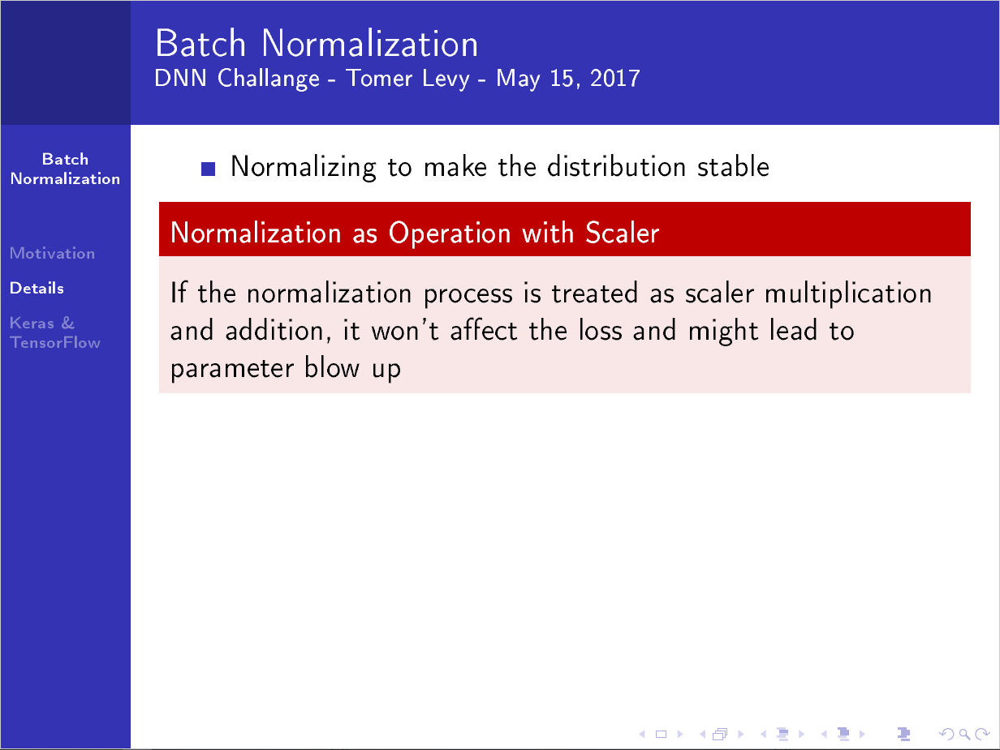 Batch Normalization
DNN Challange - Tomer Levy - May 15, 2017
Batch
Normalization
Motivation
Details
Keras &
TensorFlow
Normalizing to make the distribution stable
Normalization as Operation with Scaler
If the normalization process is treated as scaler multiplication
and addition, it won't affect the loss and might lead to
parameter blow up